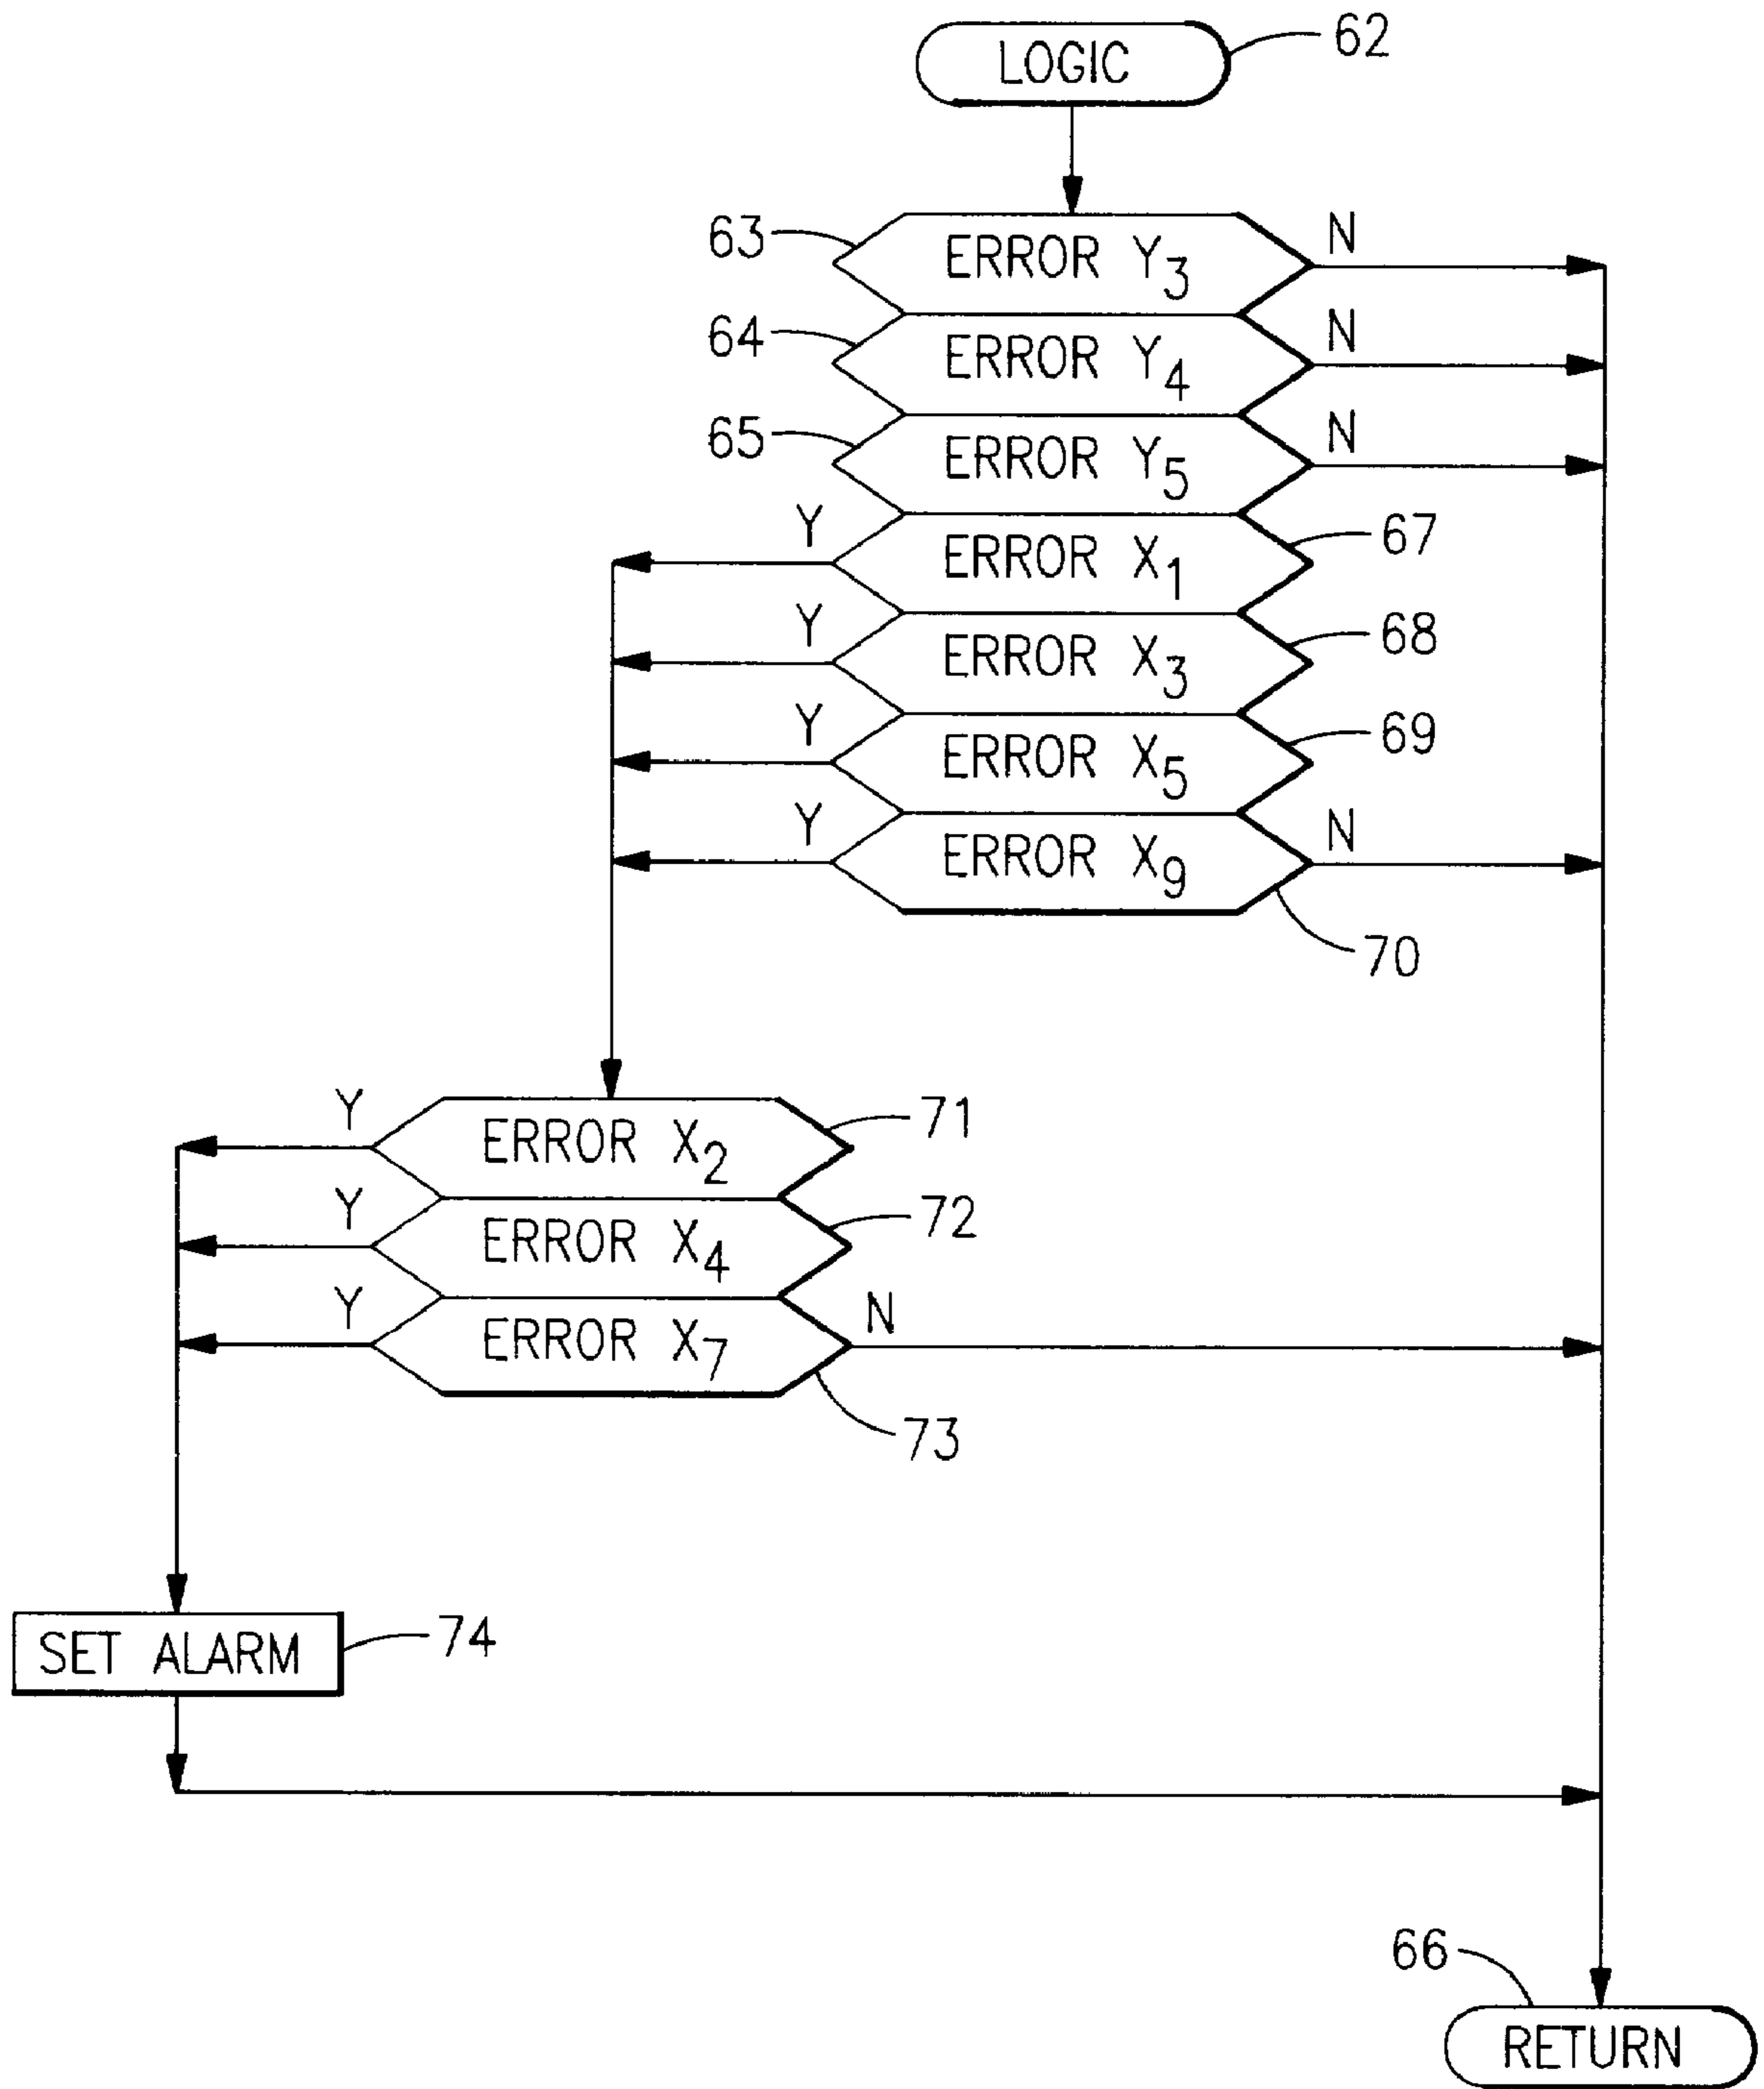 LOGIC 62
63 ERROR Y3 N
64 ERROR Y4 N
65 ERROR Y5 N
Y ERROR X1 67
Y ERROR X3 68
Y ERROR X5 69
Y ERROR X9 N
70
Y ERROR X2 71
Y ERROR X4 72
Y ERROR X7 N
73
SET ALARM 74
66
RETURN